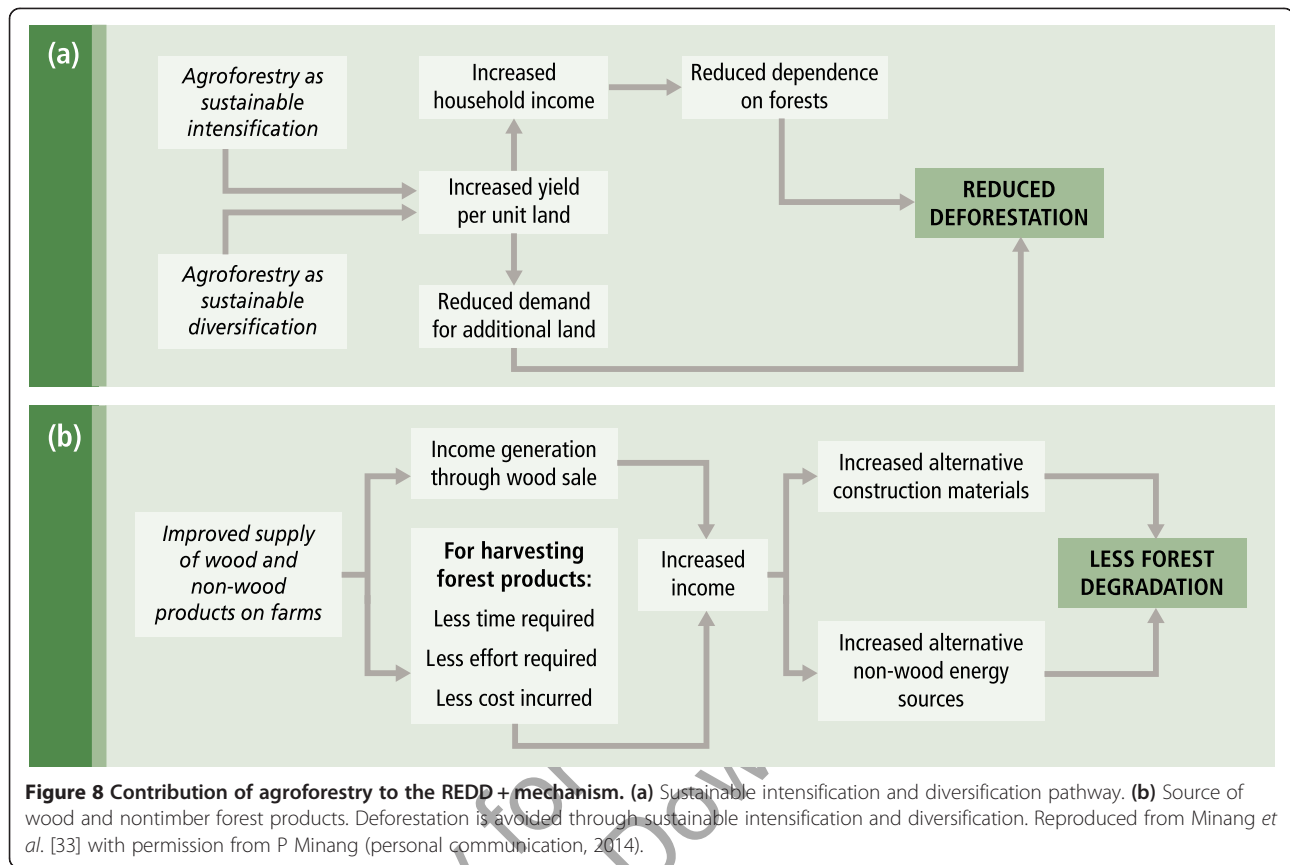 (a)
Agroforestry as
sustainable
intensification
Increased
household income
Reduced dependence
on forests
Increased yield
per unit land
REDUCED
DEFORESTATION
Agroforestry as
sustainable
diversification
Reduced demand
for additional land
(b)
Improved supply
of wood and
non-wood
products on farms
Income generation
through wood sale
For harvesting
forest products:
Less time required
Less effort required
Less cost incurred
Increased
income
Increased alternative
construction materials
Increased alternative
non-wood energy
sources
LESS FOREST
DEGRADATION
Figure 8 Contribution of agroforestry to the REDD + mechanism. (a) Sustainable intensification and diversification pathway. (b) Source of
wood and nontimber forest products. Deforestation is avoided through sustainable intensification and diversification. Reproduced from Minang et
al. [33] with permission from P Minang (personal communication, 2014).